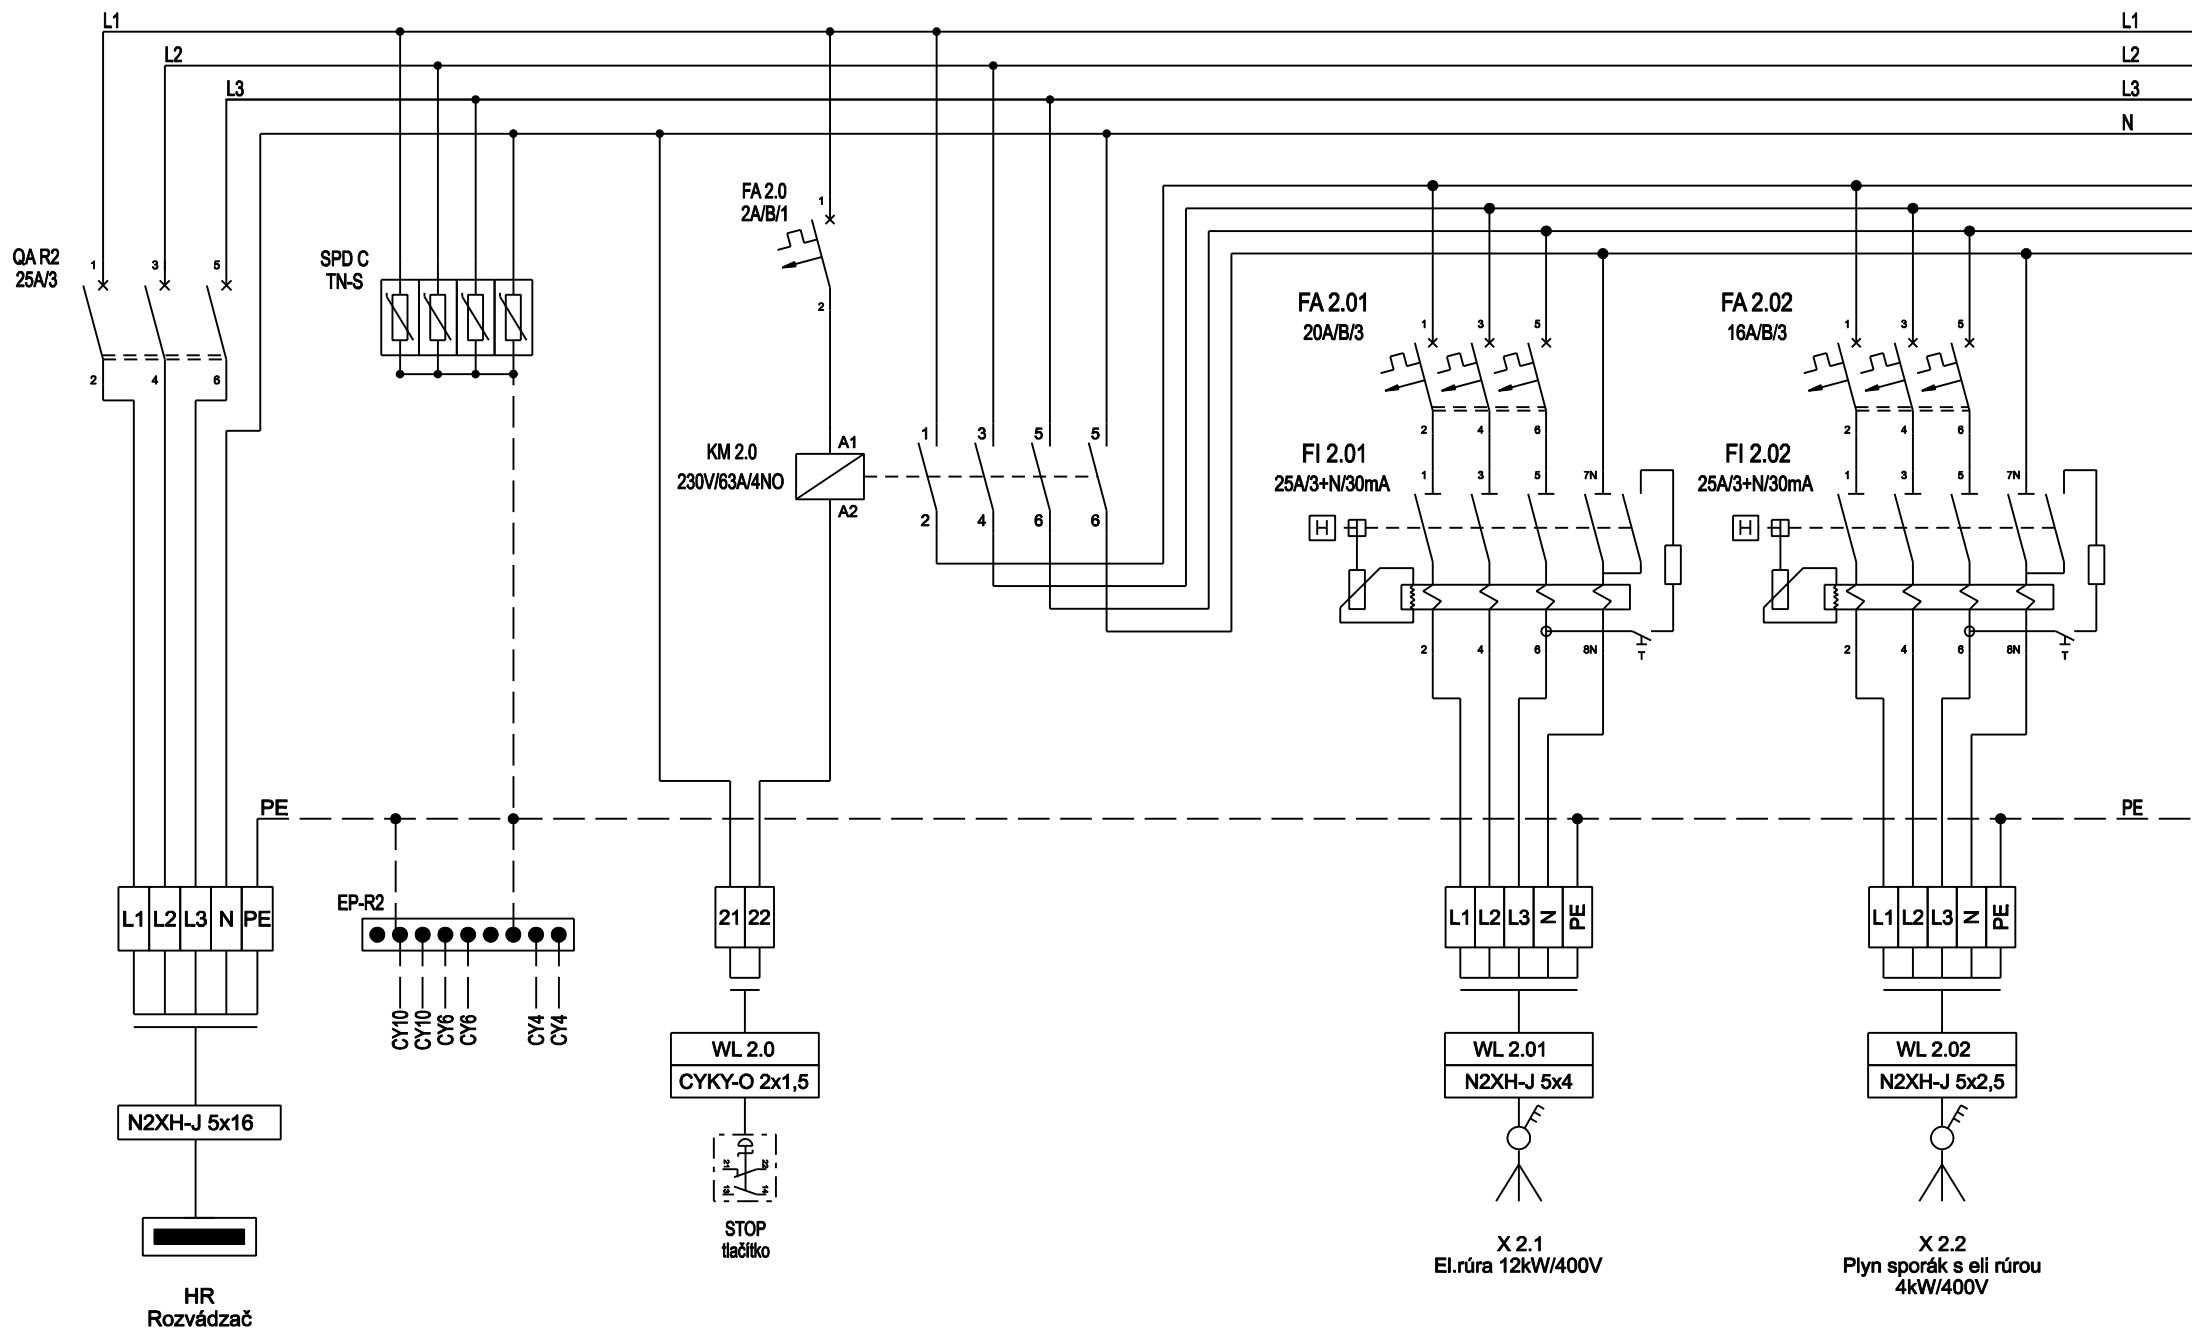 L1
L1
L2
L2
L3
L3
N
FA 2.0
2A/B/1
1
2
QA R2
25A/3
1
3
5
2
4
6
SPD C
TN-S
FA 2.01
20A/B/3
1
3
5
2
4
6
FA 2.02
16A/B/3
1
3
5
2
4
6
KM 2.0
230V/63A/4NO
A1
A2
1
3
5
5
2
4
6
6
FI 2.01
25A/3+N/30mA
1
3
5
7N
H
T
2
4
6
8N
FI 2.02
25A/3+N/30mA
1
3
5
7N
H
T
2
4
6
8N
PE
PE
L1
L2
L3
N
PE
EP-R2
CY10
CY10
CY6
CY6
CY4
CY4
21
22
L1
L2
L3
N
PE
L1
L2
L3
N
PE
WL 2.0
CYKY-O 2x1,5
WL 2.01
N2XH-J 5x4
WL 2.02
N2XH-J 5x2,5
N2XH-J 5x16
21
22
13
14
STOP
tlačítko
X 2.1
El.rúra 12kW/400V
X 2.2
Plyn sporák s eli rúrou
4kW/400V
HR
Rozvádzač